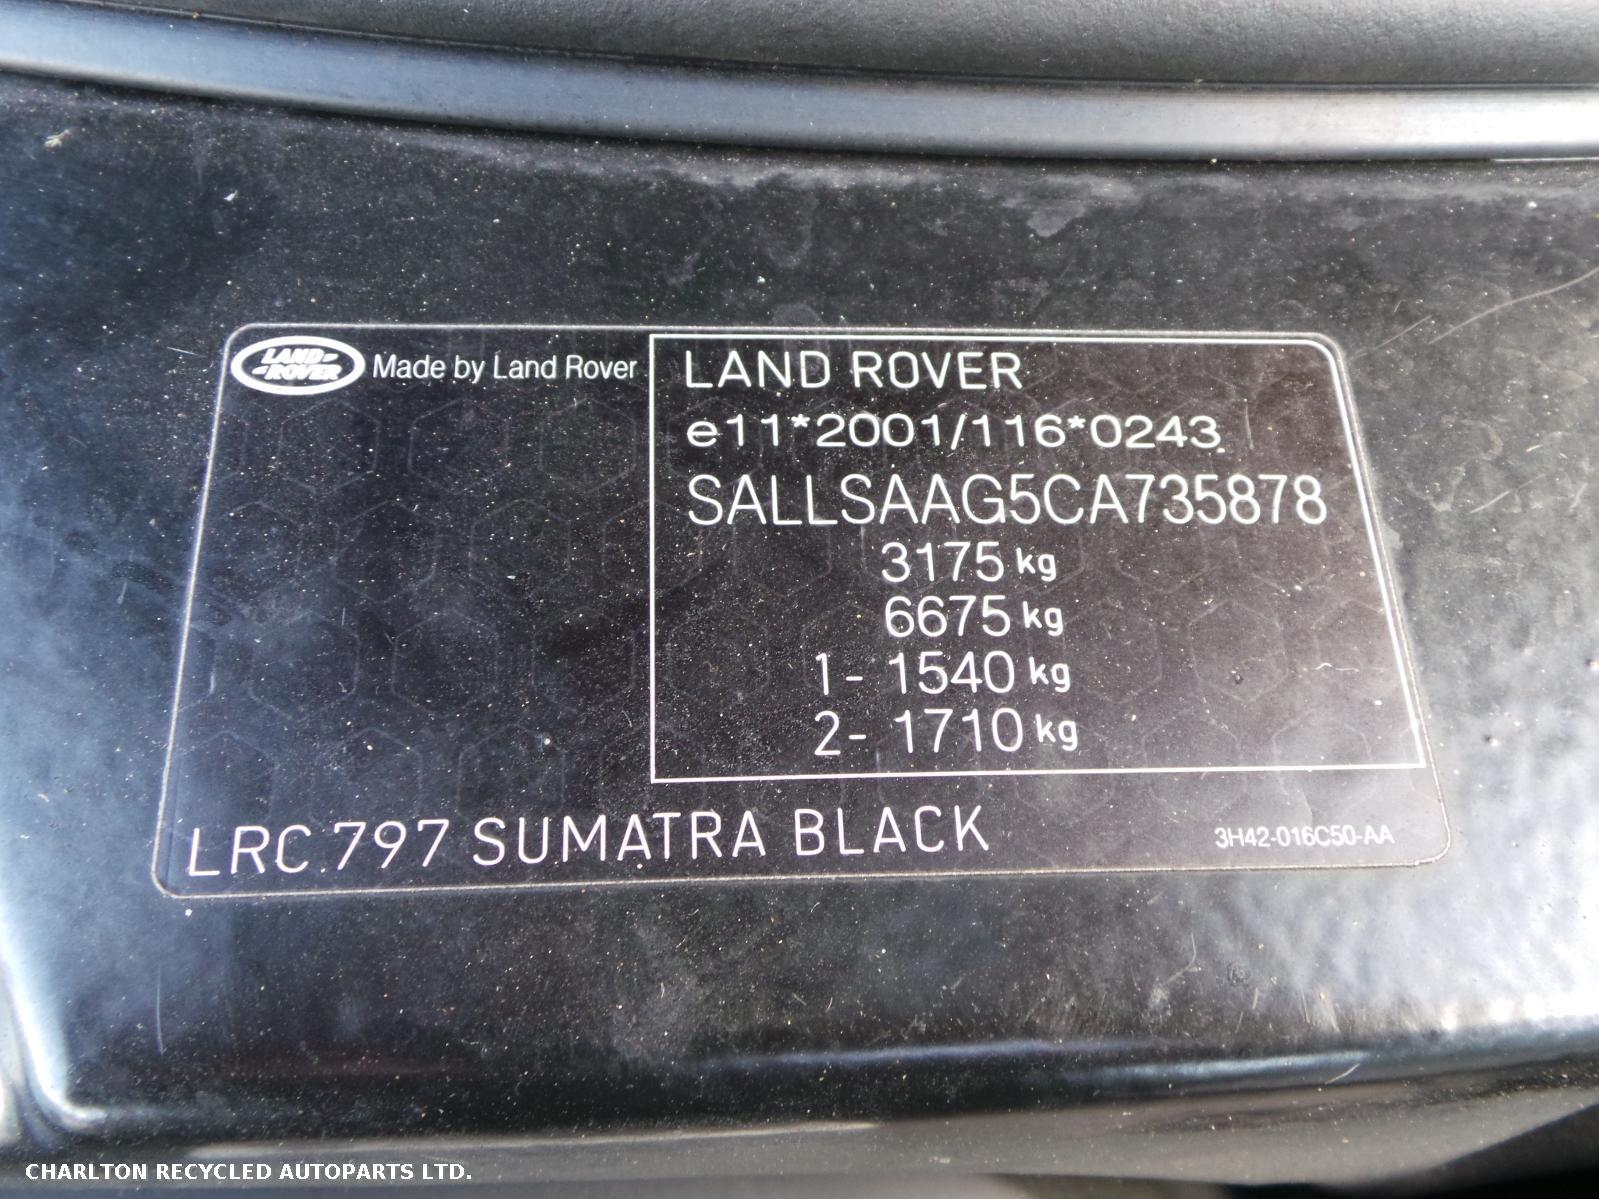 LAND ROVER Made by Land Rover
LAND ROVER
e11*2001/116*0243
SALLSAAG5CA735878
3175 kg
6675 kg
1- 1540 kg
2- 1710 kg
LRC 797 SUMATRA BLACK
3H42-016C50-AA
CHARLTON RECYCLED AUTOPARTS LTD.